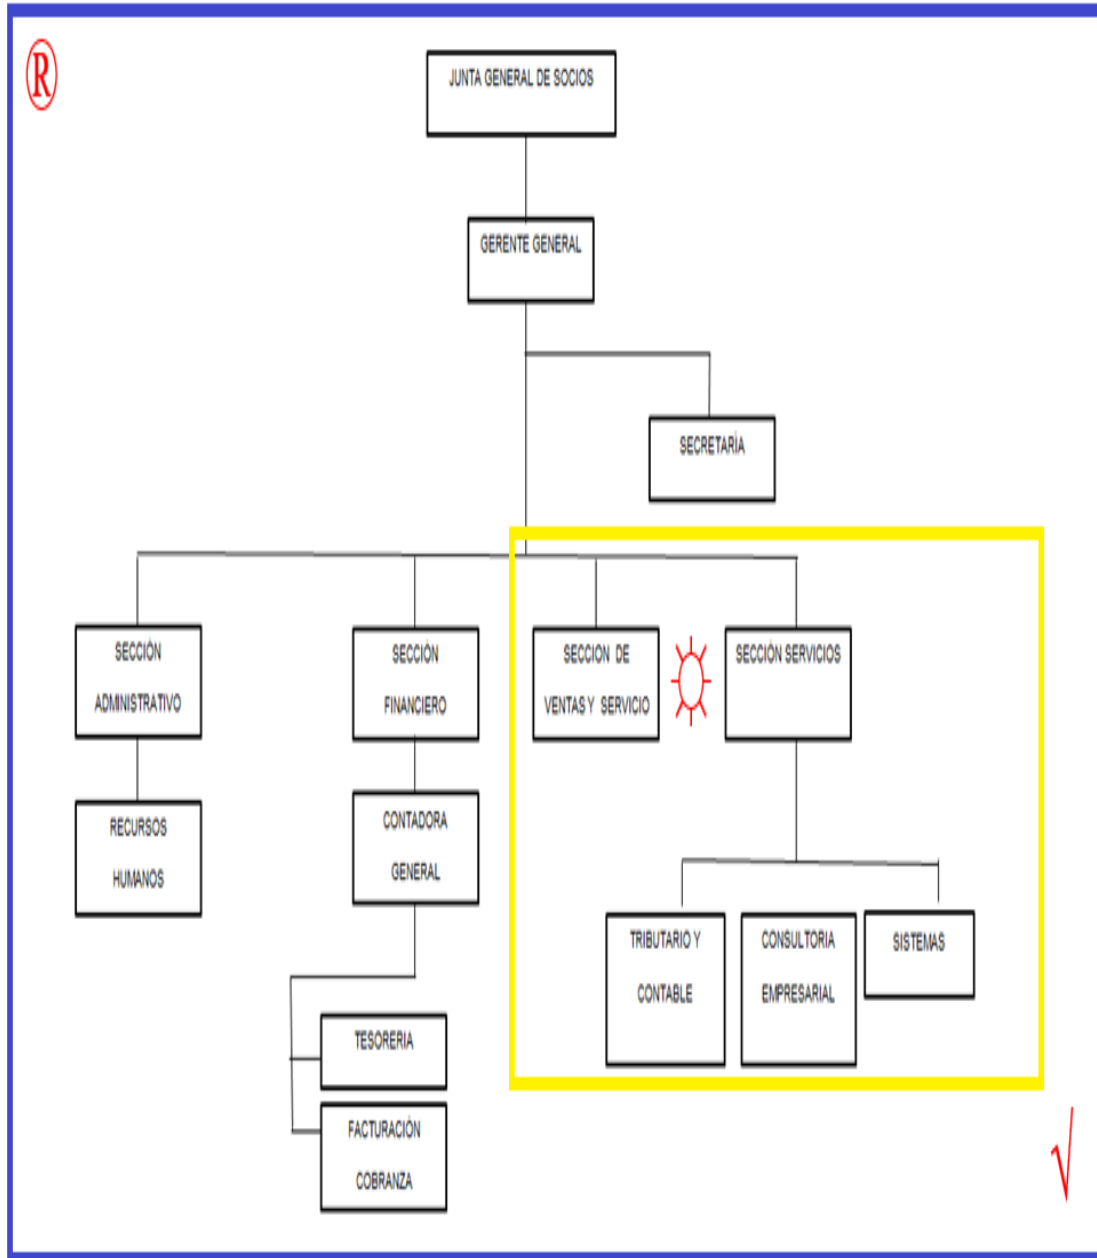 ®
JUNTA GENERAL DE SOCIOS
GERENTE GENERAL
SECRETARÍA
SECCIÓN
ADMINISTRATIVO
SECCIÓN
FINANCIERO
SECCION DE
VENTAS Y SERVICIO
SECCIÓN SERVICIOS
RECURSOS
HUMANOS
CONTADORA
GENERAL
TRIBUTARIO Y
CONTABLE
CONSULTORIA
EMPRESARIAL
SISTEMAS
TESORERIA
FACTURACIÓN
COBRANZA
√